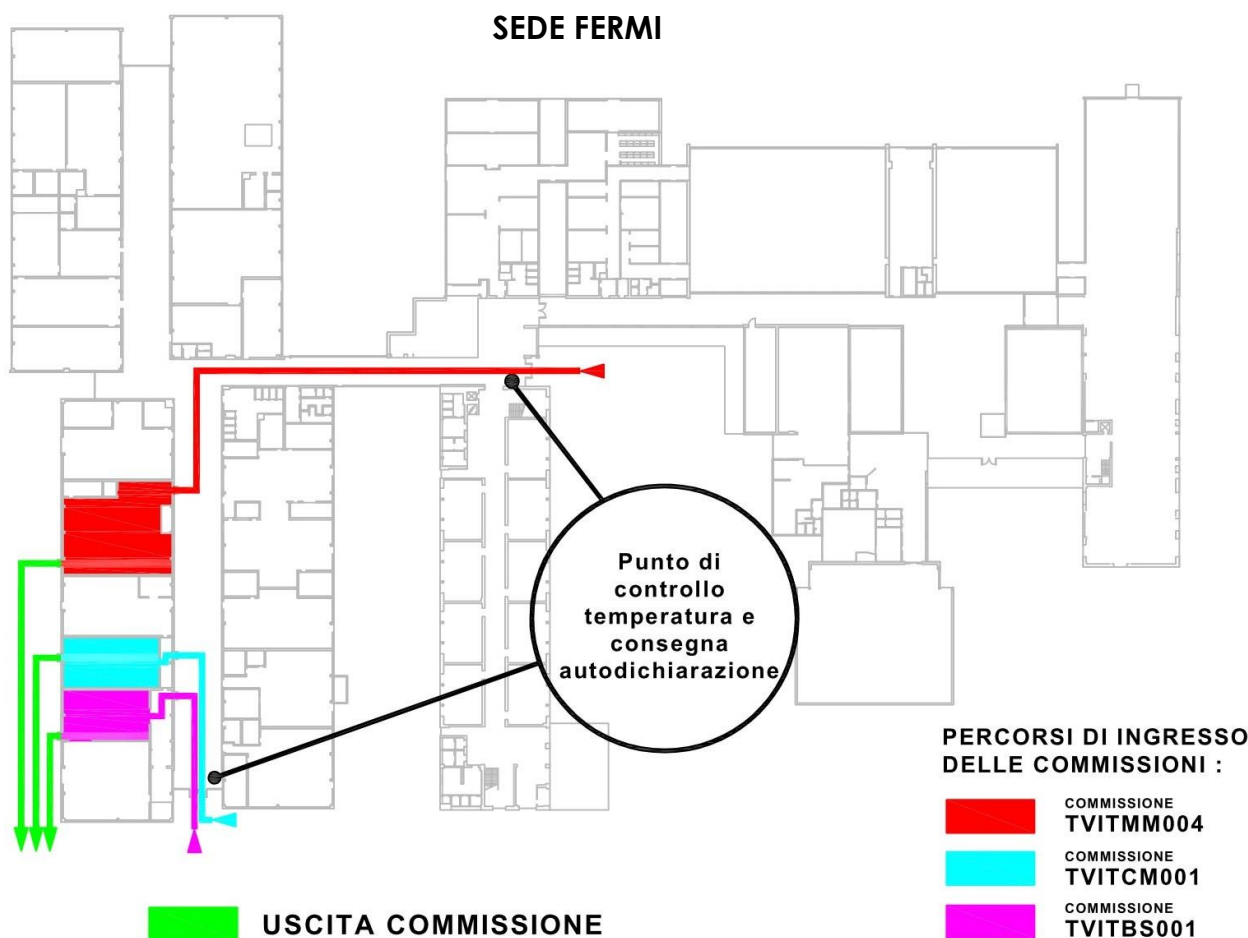 SEDE FERMI
Punto di
controllo
temperatura e
consegna
autodichiarazione
PERCORSI DI INGRESSO
DELLE COMMISSIONI :
COMMISSIONE
TVITMM004
COMMISSIONE
TVITCM001
COMMISSIONE
TVITBS001
USCITA COMMISSIONE